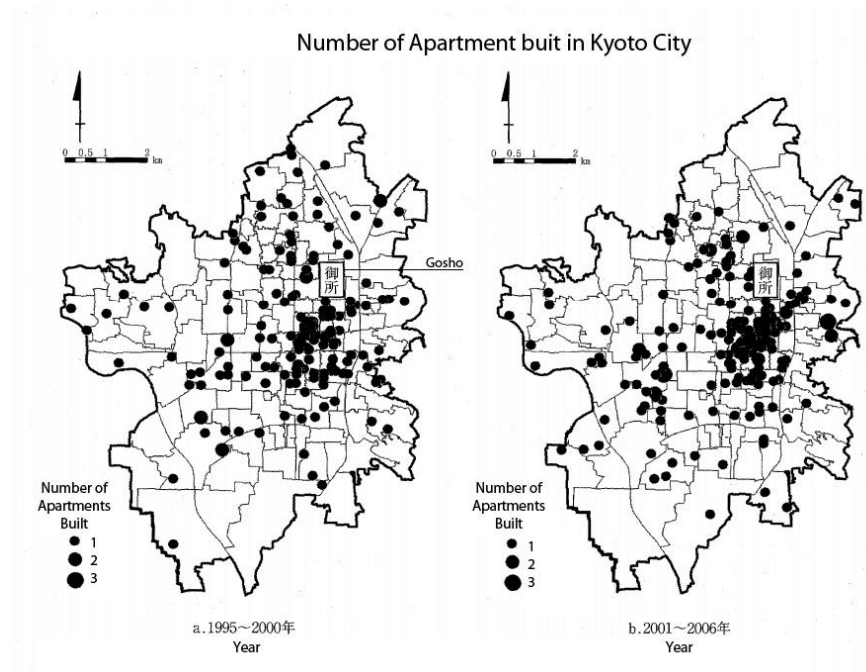 Number of Apartment buit in Kyoto City
0 0.5 1 2 km
0 0.5 1 2 km
Gosho
御所
御所
Number of
Apartments
Built
1
2
3
Number of
Apartments
Built
1
2
3
a.1995〜2000年
Year
b.2001〜2006年
Year